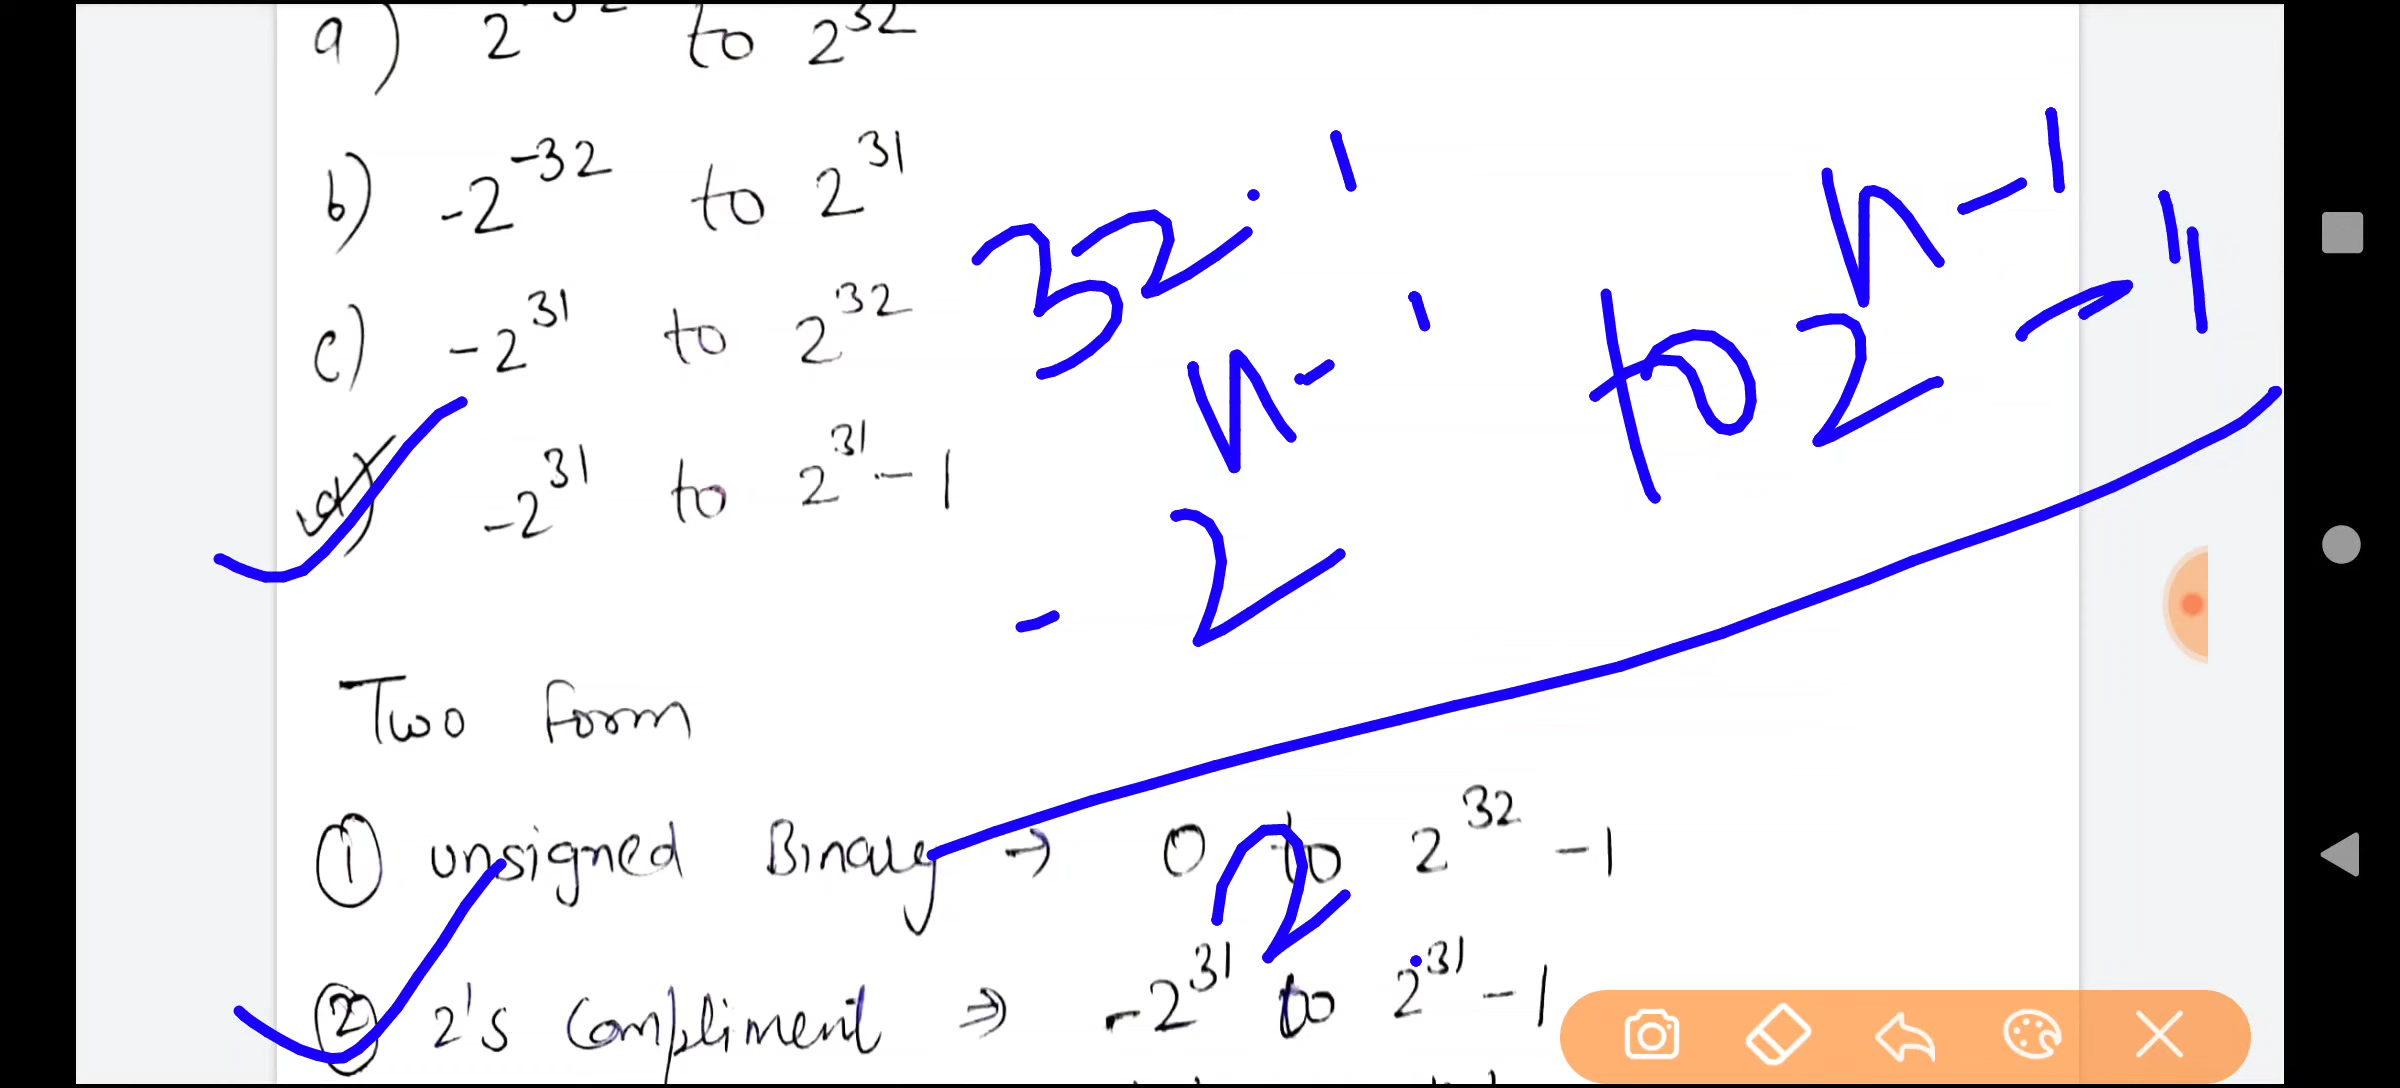 a) 2 to 2^32
b) -2^-32 to 2^31
c) -2^31 to 2^32
d) -2^31 to 2^31 - 1
32 - 1
-2^n-1 to 2^n-1 - 1
Two form
① unsigned Binary → 0 to 2^32 - 1
2
② 2's Compliment ⇒ -2^31 to 2^31 - 1